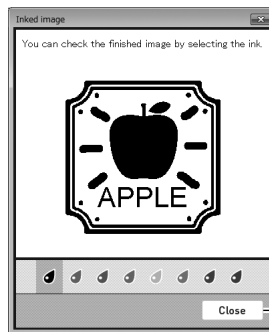 Inked image
You can check the finished image by selecting the ink.
APPLE
Close